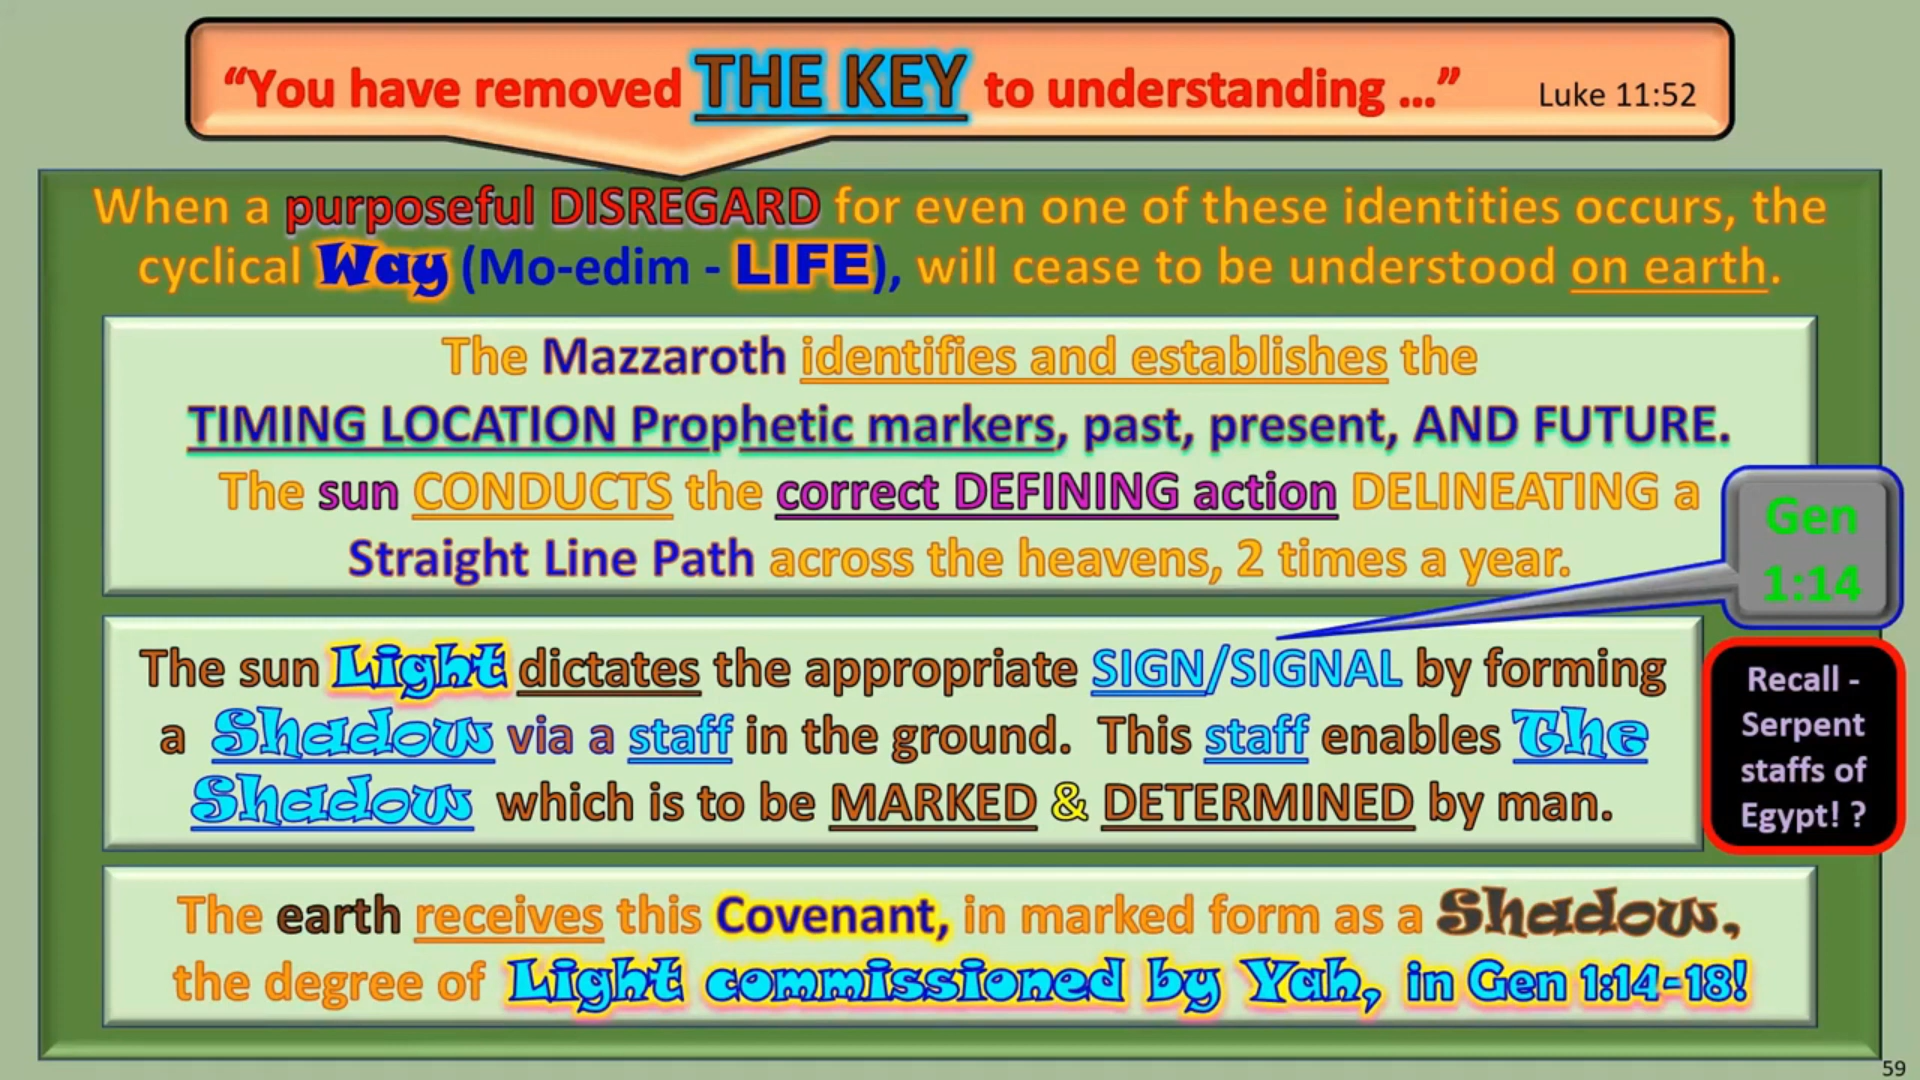 “You have removed THE KEY to understanding ...” Luke 11:52
When a purposeful DISREGARD for even one of these identities occurs, the
cyclical Way (Mo-edim - LIFE), will cease to be understood on earth.
The Mazzaroth identifies and establishes the
TIMING LOCATION Prophetic markers, past, present, AND FUTURE.
The sun CONDUCTS the correct DEFINING action DELINEATING a
Straight Line Path across the heavens, 2 times a year.
Gen
1:14
The sun Light dictates the appropriate SIGN/SIGNAL by forming
a Shadow via a staff in the ground. This staff enables The
Shadow which is to be MARKED & DETERMINED by man.
Recall -
Serpent
staffs of
Egypt! ?
The earth receives this Covenant, in marked form as a Shadow,
the degree of Light commissioned by Yah, in Gen 1:14-18!
59